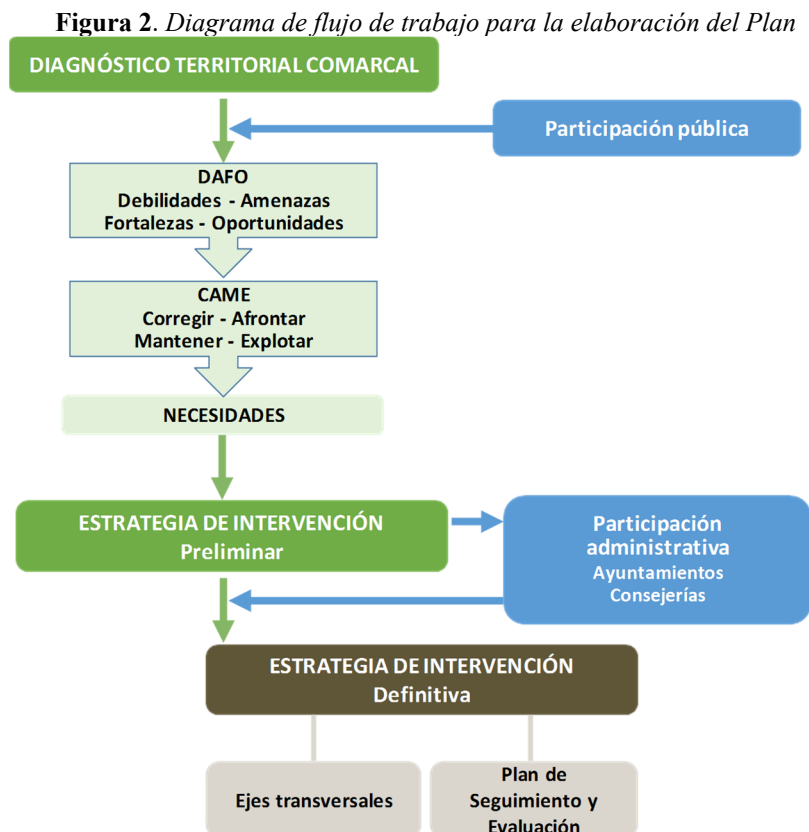 Figura 2. Diagrama de flujo de trabajo para la elaboración del Plan
DIAGNÓSTICO TERRITORIAL COMARCAL
Participación pública
DAFO
Debilidades - Amenazas
Fortalezas - Oportunidades
CAME
Corregir - Afrontar
Mantener - Explotar
NECESIDADES
ESTRATEGIA DE INTERVENCIÓN
Preliminar
Participación
administrativa
Ayuntamientos
Consejerías
ESTRATEGIA DE INTERVENCIÓN
Definitiva
Ejes transversales
Plan de
Seguimiento y
Evaluación